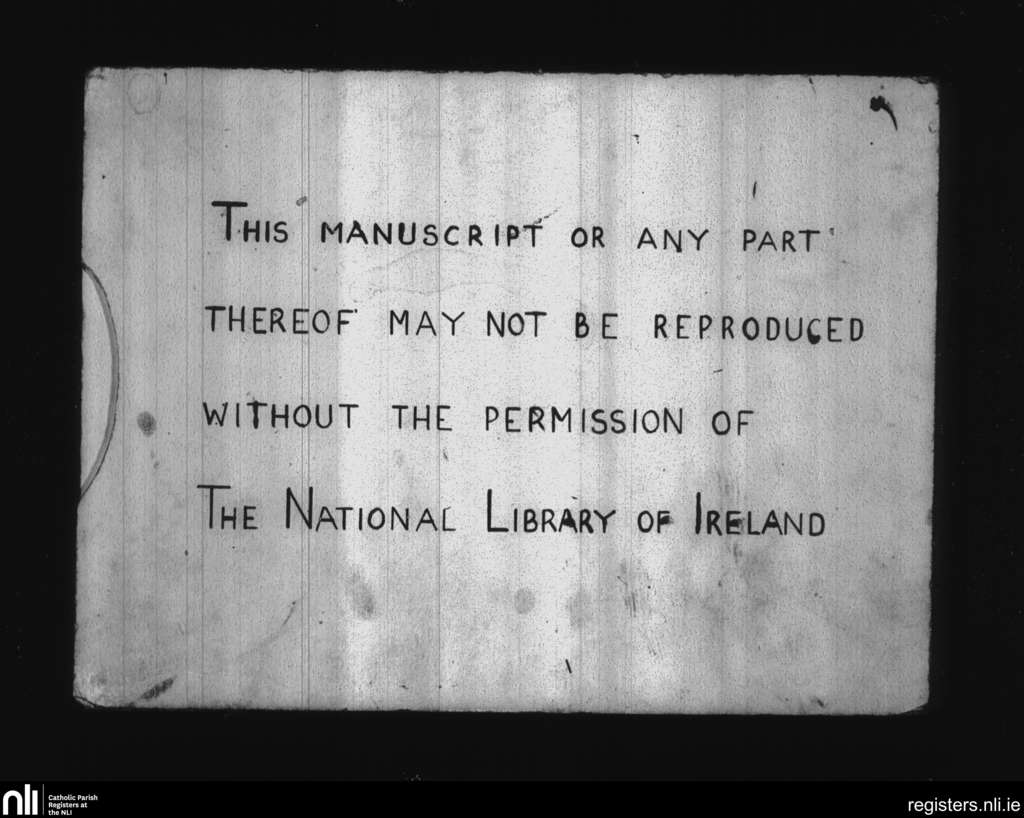 THIS MANUSCRIPT OR ANY PART
THEREOF MAY NOT BE REPRODUCED
WITHOUT THE PERMISSION OF
THE NATIONAL LIBRARY OF IRELAND
nli
Catholic Parish
Registers at
the NLI
registers.nli.ie